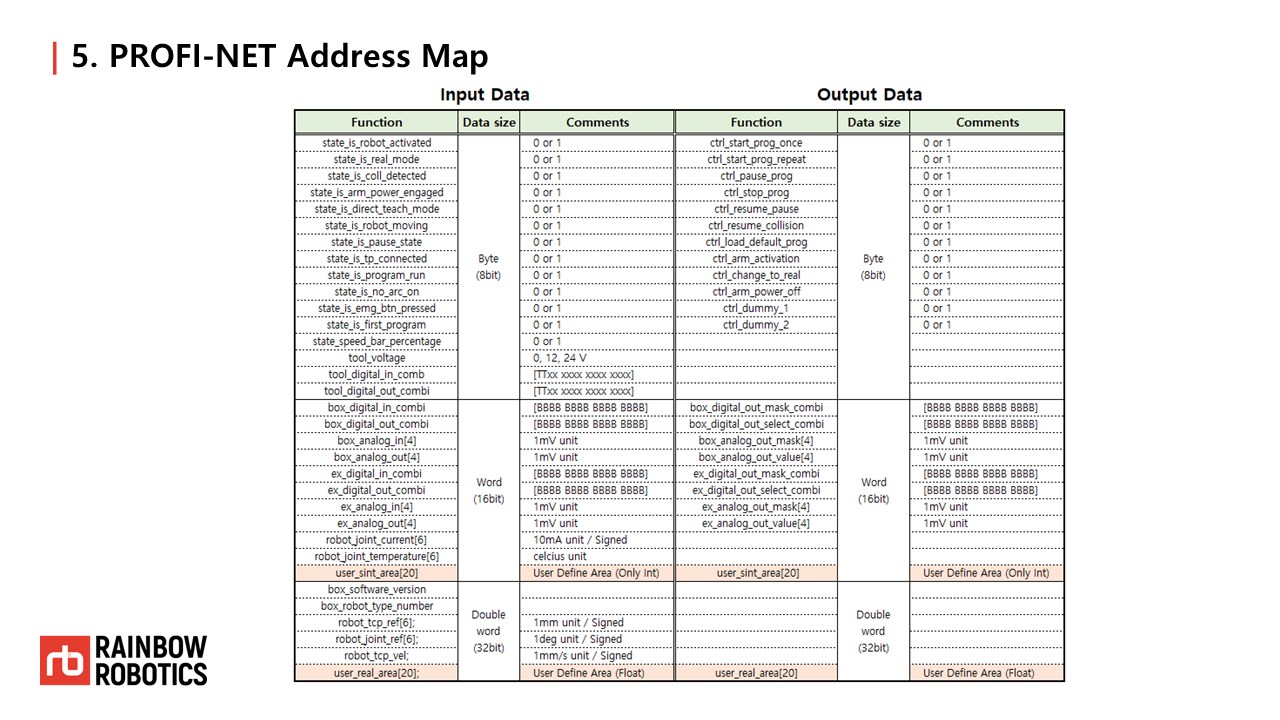 5. PROFI-NET Address Map
Input Data Output Data
Function Data size Comments Function Data size Comments
state_is_robot_activated 0 or 1 ctrl_start_prog_once 0 or 1
state_is_real_mode 0 or 1 ctrl_start_prog_repeat 0 or 1
state_is_coll_detected 0 or 1 ctrl_pause_prog 0 or 1
state_is_arm_power_engaged 0 or 1 ctrl_stop_prog 0 or 1
state_is_direct_teach_mode 0 or 1 ctrl_resume_pause 0 or 1
state_is_robot_moving 0 or 1 ctrl_resume_collision 0 or 1
state_is_pause_state 0 or 1 ctrl_load_default_prog 0 or 1
state_is_tp_connected Byte 0 or 1 ctrl_arm_activation Byte 0 or 1
state_is_program_run (8bit) 0 or 1 ctrl_change_to_real (8bit) 0 or 1
state_is_no_arc_on 0 or 1 ctrl_arm_power_off 0 or 1
state_is_emg_btn_pressed 0 or 1 ctrl_dummy_1 0 or 1
state_is_first_program 0 or 1 ctrl_dummy_2 0 or 1
state_speed_bar_percentage 0 or 1
tool_voltage 0, 12, 24 V
tool_digital_in_comb [TTxx xxxx xxxx xxxx]
tool_digital_out_combi [TTxx xxxx xxxx xxxx]
box_digital_in_combi [BBBB BBBB BBBB BBBB] box_digital_out_mask_combi [BBBB BBBB BBBB BBBB]
box_digital_out_combi [BBBB BBBB BBBB BBBB] box_digital_out_select_combi [BBBB BBBB BBBB BBBB]
box_analog_in[4] 1mV unit box_analog_out_mask[4] 1mV unit
box_analog_out[4] 1mV unit box_analog_out_value[4] 1mV unit
ex_digital_in_combi Word [BBBB BBBB BBBB BBBB] ex_digital_out_mask_combi Word [BBBB BBBB BBBB BBBB]
ex_digital_out_combi (16bit) [BBBB BBBB BBBB BBBB] ex_digital_out_select_combi (16bit) [BBBB BBBB BBBB BBBB]
ex_analog_in[4] 1mV unit ex_analog_out_mask[4] 1mV unit
ex_analog_out[4] 1mV unit ex_analog_out_value[4] 1mV unit
robot_joint_current[6] 10mA unit / Signed
robot_joint_temperature[6] celcius unit
user_sint_area[20] User Define Area (Only Int) user_sint_area[20] User Define Area (Only Int)
box_software_version
box_robot_type_number Double Double
robot_tcp_ref[6]; word 1mm unit / Signed word
robot_joint_ref[6]; (32bit) 1deg unit / Signed (32bit)
robot_tcp_vel; 1mm/s unit / Signed
user_real_area[20]; User Define Area (Float) user_real_area[20] User Define Area (Float)
rb RAINBOW
ROBOTICS